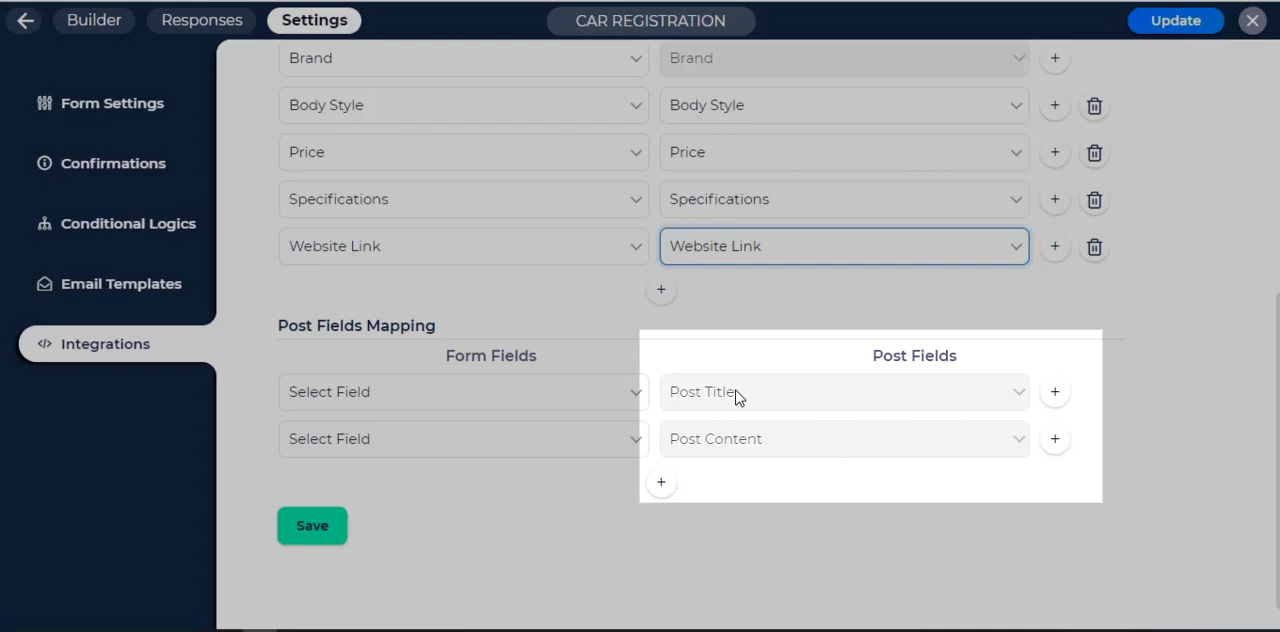 Builder Responses Settings CAR REGISTRATION Update
Brand Brand
Form Settings
Body Style Body Style
Confirmations
Price Price
Specifications Specifications
Conditional Logics
Website Link Website Link
Email Templates
Post Fields Mapping
Integrations
Form Fields Post Fields
Select Field Post Title
Select Field Post Content
Save